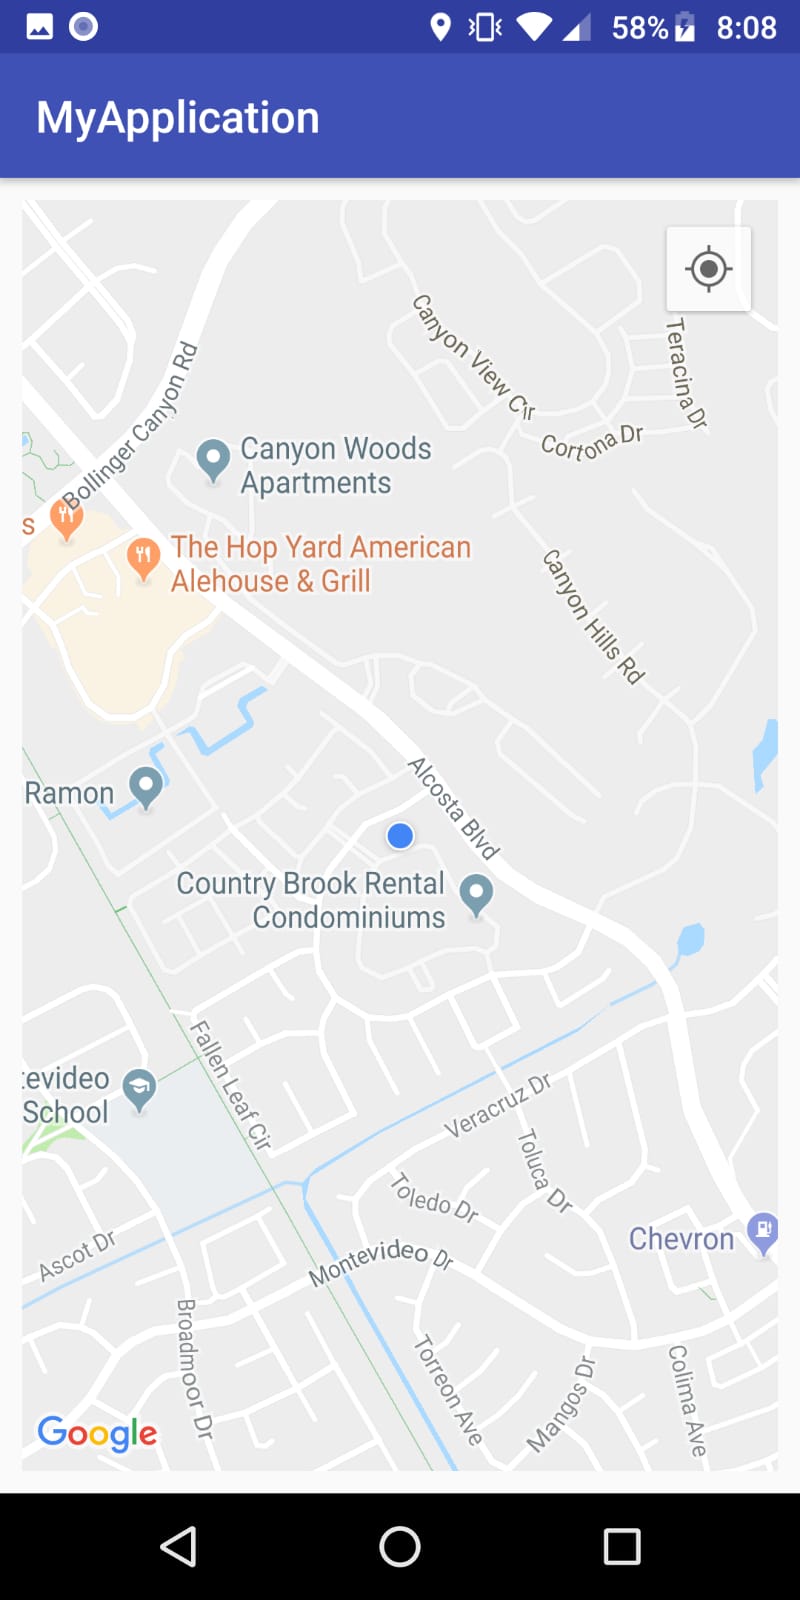 58% 8:08
MyApplication
Canyon View Cir
Teracina Dr
Cortona Dr
Bollinger Canyon Rd
Canyon Woods
Apartments
s
The Hop Yard American
Alehouse & Grill
Canyon Hills Rd
Ramon
Alcosta Blvd
Country Brook Rental
Condominiums
Fallen Leaf Cir
tevideo
School
Veracruz Dr
Toluca Dr
Toledo Dr
Chevron
Ascot Dr
Montevideo Dr
Broadmoor Dr
Torreon Ave
Mangos Dr
Colima Ave
Google